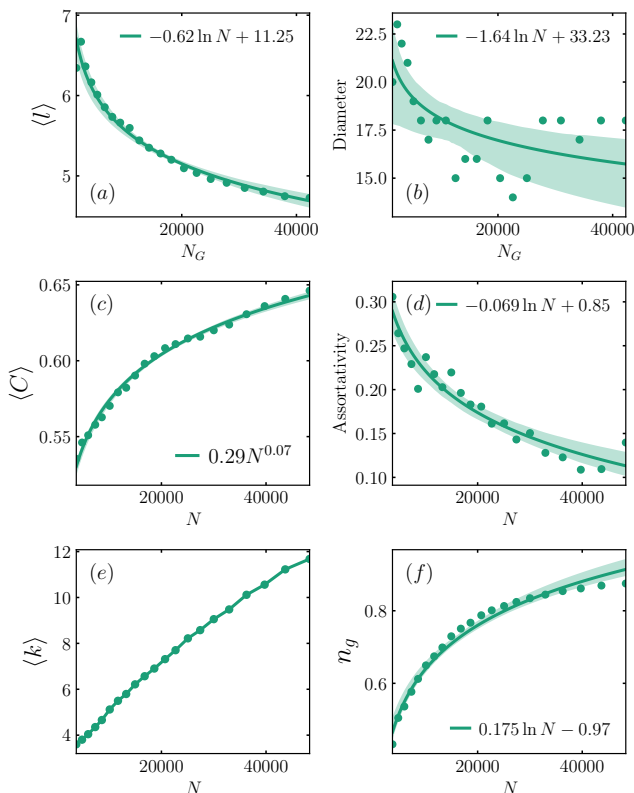 −0.62 ln N + 11.25
⟨l⟩
7
6
5
(a)
20000
40000
N_G
−1.64 ln N + 33.23
Diameter
22.5
20.0
17.5
15.0
(b)
20000
40000
N_G
(c)
⟨C⟩
0.65
0.60
0.55
0.29N^{0.07}
20000
40000
N
(d)
−0.069 ln N + 0.85
Assortativity
0.30
0.25
0.20
0.15
0.10
20000
40000
N
(e)
⟨k⟩
12
10
8
6
4
20000
40000
N
(f)
n_g
0.8
0.6
0.175 ln N − 0.97
20000
40000
N